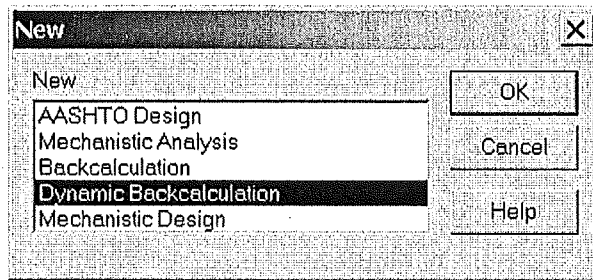 New
New
AASHTO Design
Mechanistic Analysis
Backcalculation
Dynamic Backcalculation
Mechanistic Design
OK
Cancel
Help